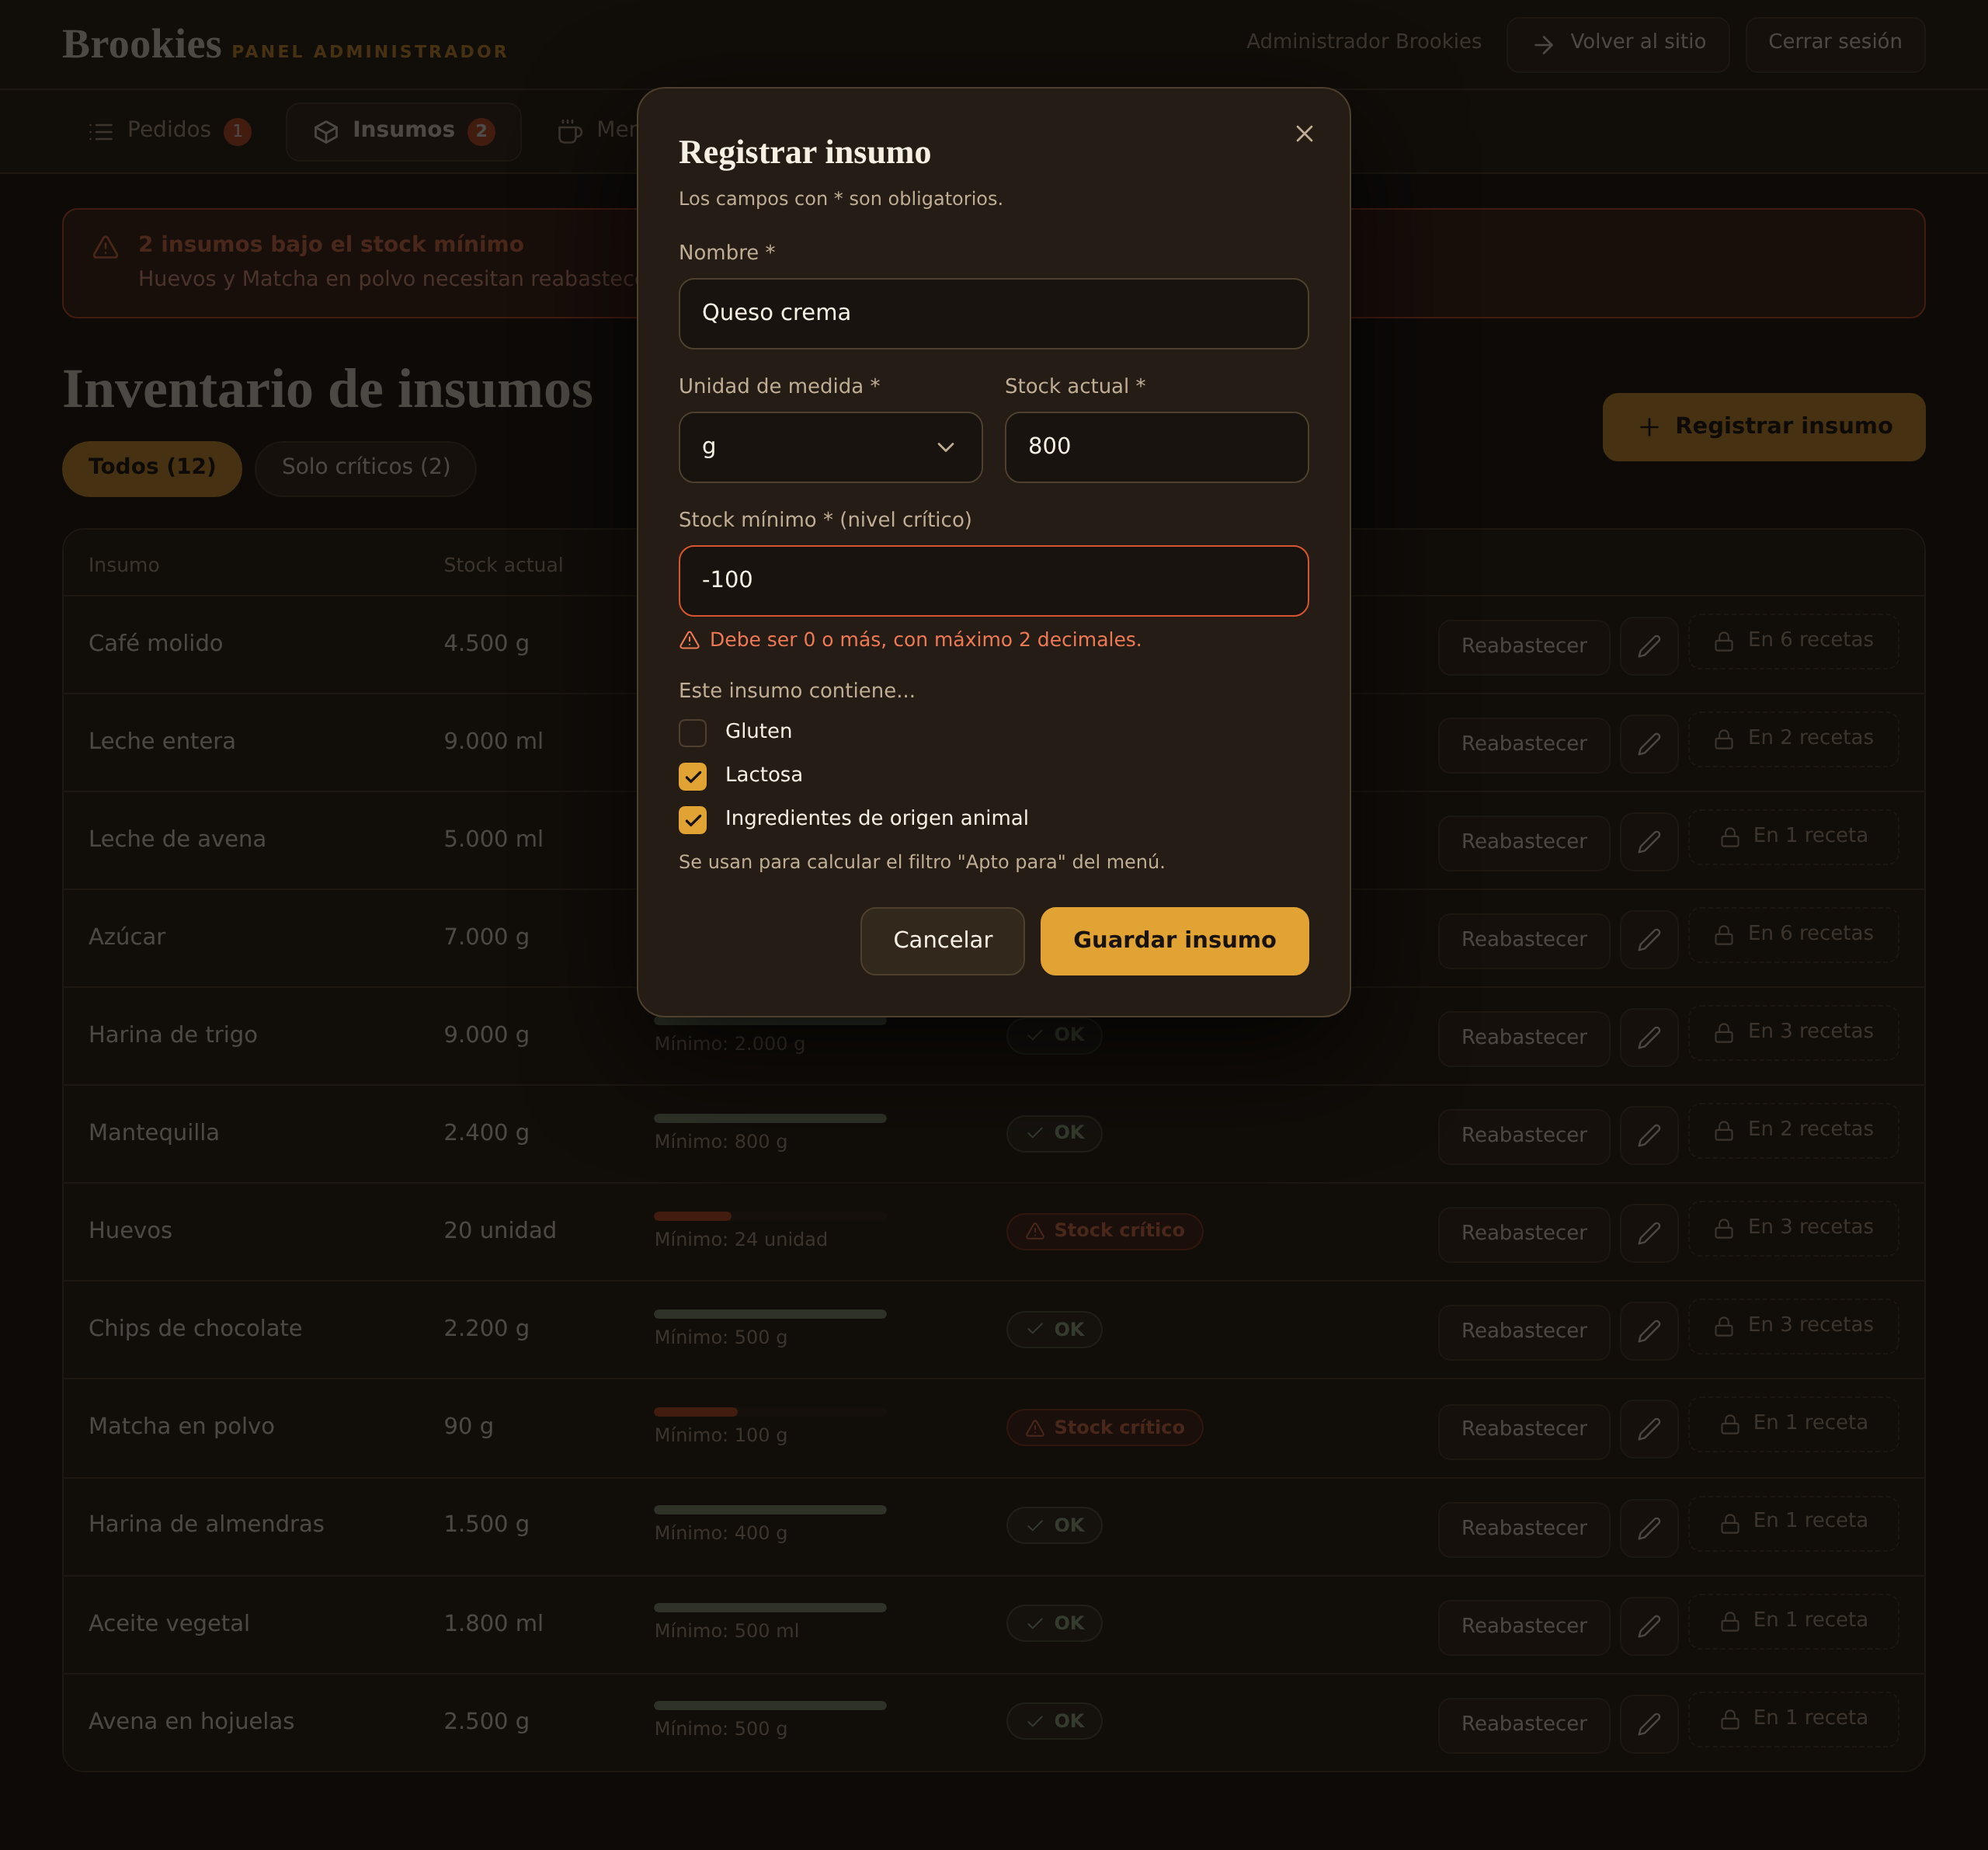 Brookies PANEL ADMINISTRADOR
Administrador Brookies
Volver al sitio
Cerrar sesión
Pedidos 1
Insumos 2
2 insumos bajo el stock mínimo
Huevos y Matcha en polvo necesitan
Inventario de insumos
Todos (12)
Solo críticos (2)
Registrar insumo
Registrar insumo
Los campos con * son obligatorios.
Nombre *
Queso crema
Unidad de medida * Stock actual *
g 800
Stock mínimo * (nivel crítico)
-100
Debe ser 0 o más, con máximo 2 decimales.
Este insumo contiene...
Gluten
Lactosa
Ingredientes de origen animal
Se usan para calcular el filtro "Apto para" del menú.
Cancelar
Guardar insumo
Insumo Stock actual
Café molido 4.500 g Reabastecer En 6 recetas
Leche entera 9.000 ml Reabastecer En 2 recetas
Leche de avena 5.000 ml Reabastecer En 1 receta
Azúcar 7.000 g Reabastecer En 6 recetas
Harina de trigo 9.000 g Mínimo: 2.000 g OK Reabastecer En 3 recetas
Mantequilla 2.400 g Mínimo: 800 g OK Reabastecer En 2 recetas
Huevos 20 unidad Mínimo: 24 unidad Stock crítico Reabastecer En 3 recetas
Chips de chocolate 2.200 g Mínimo: 500 g OK Reabastecer En 3 recetas
Matcha en polvo 90 g Mínimo: 100 g Stock crítico Reabastecer En 1 receta
Harina de almendras 1.500 g Mínimo: 400 g OK Reabastecer En 1 receta
Aceite vegetal 1.800 ml Mínimo: 500 ml OK Reabastecer En 1 receta
Avena en hojuelas 2.500 g Mínimo: 500 g OK Reabastecer En 1 receta